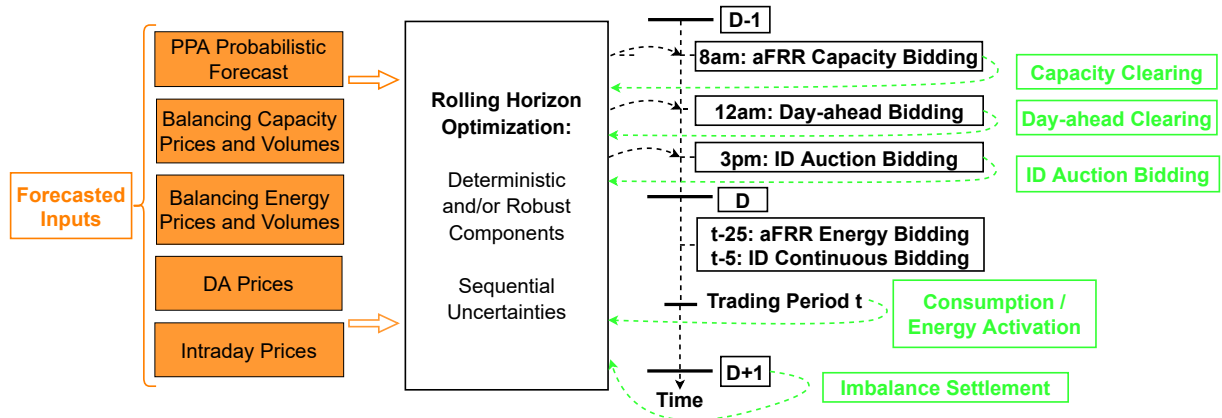 Forecasted
Inputs
PPA Probabilistic
Forecast
Balancing Capacity
Prices and Volumes
Balancing Energy
Prices and Volumes
DA Prices
Intraday Prices
Rolling Horizon
Optimization:
Deterministic
and/or Robust
Components
Sequential
Uncertainties
D-1
8am: aFRR Capacity Bidding
12am: Day-ahead Bidding
3pm: ID Auction Bidding
D
t-25: aFRR Energy Bidding
t-5: ID Continuous Bidding
Trading Period t
D+1
Time
Capacity Clearing
Day-ahead Clearing
ID Auction Bidding
Consumption /
Energy Activation
Imbalance Settlement